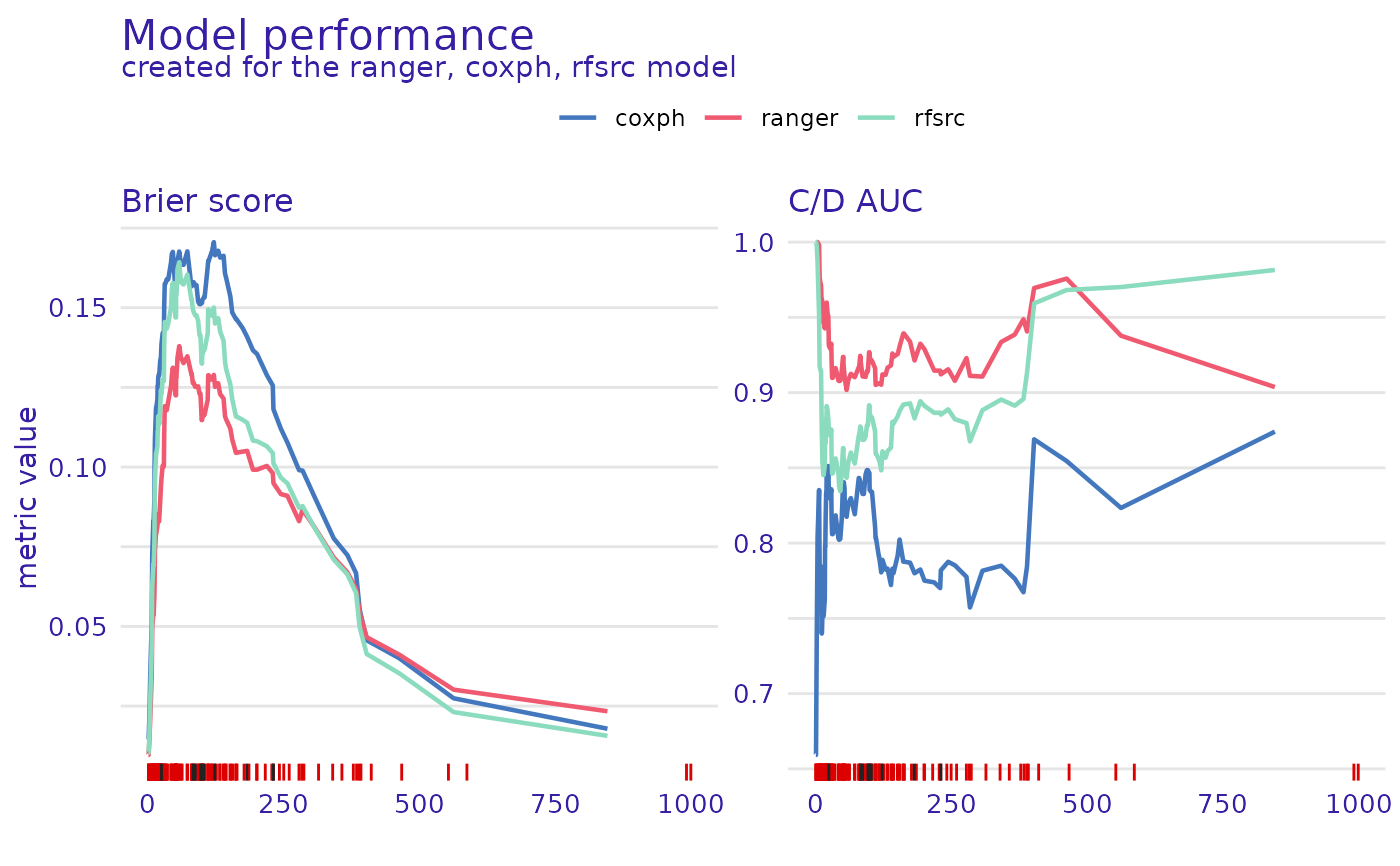 Model performance
created for the ranger, coxph, rfsrc model
coxph ranger rfsrc
Brier score
C/D AUC
metric value
0.15
0.10
0.05
1.0
0.9
0.8
0.7
0 250 500 750 1000
0 250 500 750 1000